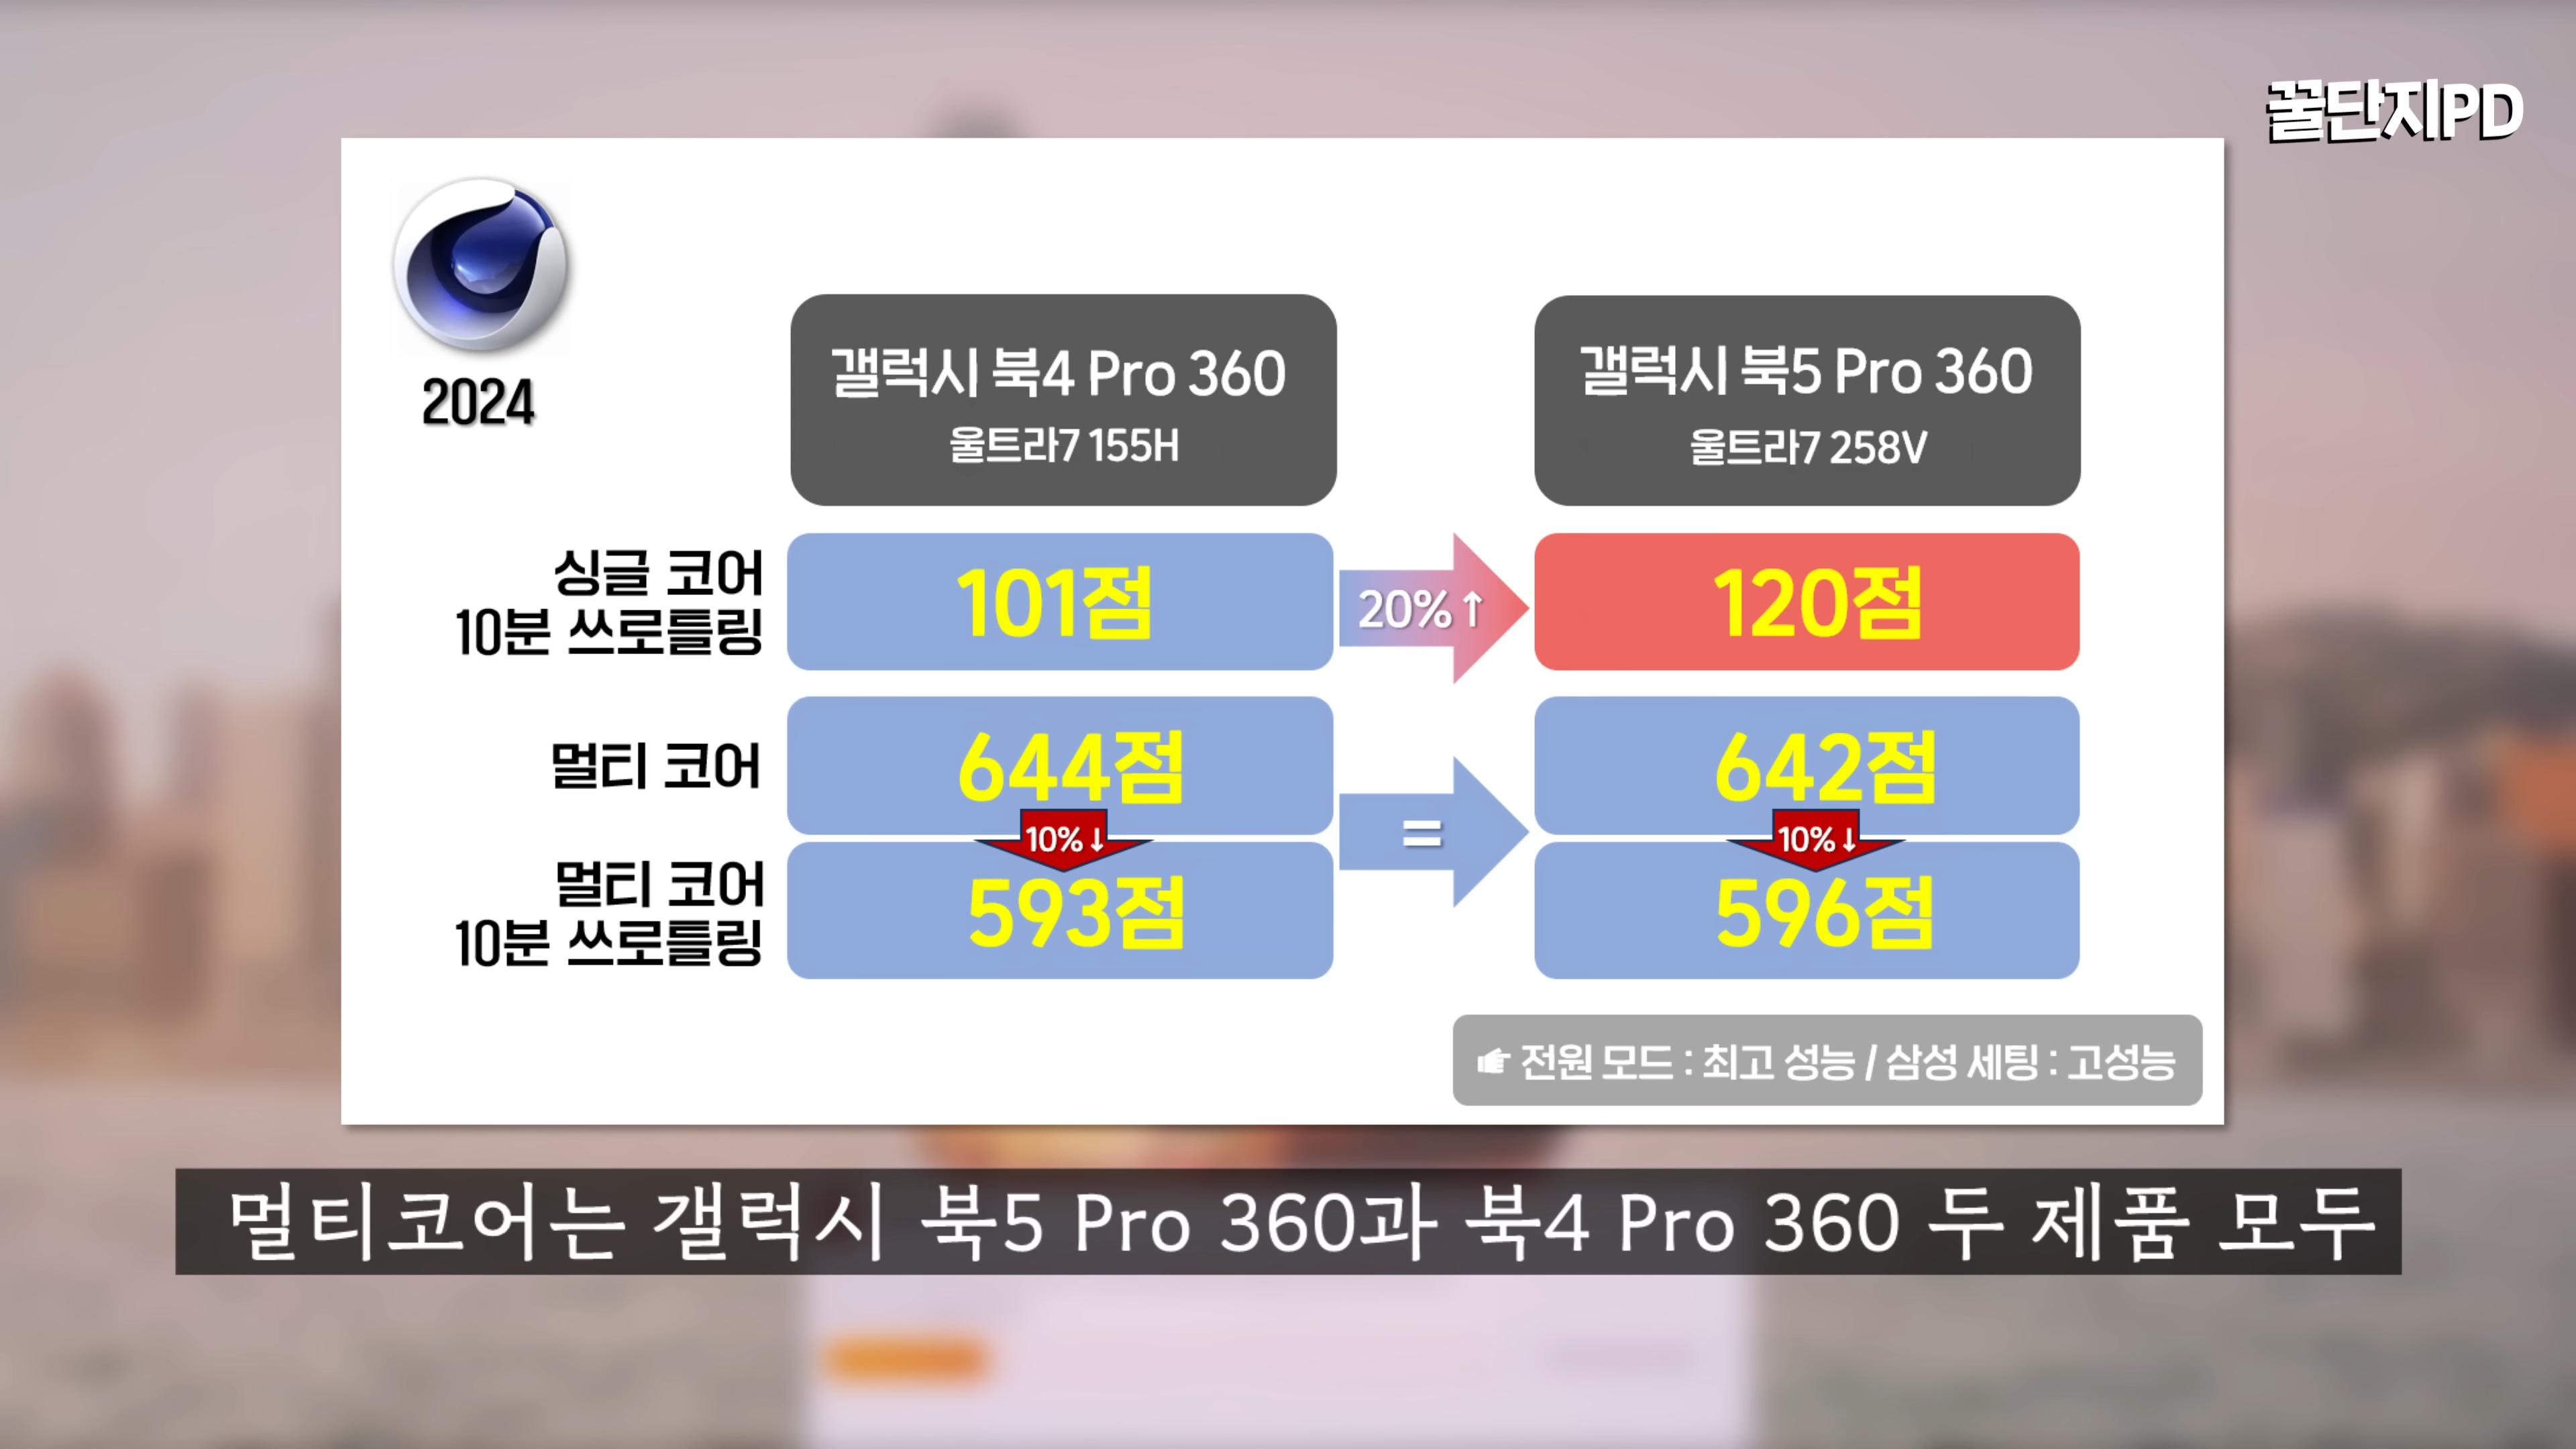 꿀단지PD
2024
갤럭시 북4 Pro 360
울트라7 155H
갤럭시 북5 Pro 360
울트라7 258V
싱글 코어
10분 쓰로틀링
101점
20%↑
120점
멀티 코어
644점
642점
10%↓
=
10%↓
멀티 코어
10분 쓰로틀링
593점
596점
☛ 전원 모드 : 최고 성능 / 삼성 세팅 : 고성능
멀티코어는 갤럭시 북5 Pro 360과 북4 Pro 360 두 제품 모두